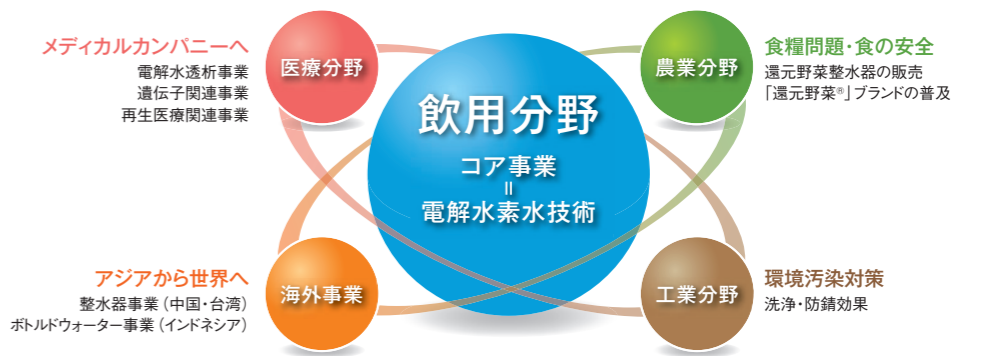 メディカルカンパニーへ
電解水透析事業
遺伝子関連事業
再生医療関連事業
医療分野
飲用分野
コア事業
=
電解水素水技術
農業分野
食糧問題・食の安全
還元野菜整水器の販売
「還元野菜®」ブランドの普及
アジアから世界へ
整水器事業（中国・台湾）
ボトルドウォーター事業（インドネシア）
海外事業
工業分野
環境汚染対策
洗浄・防錆効果